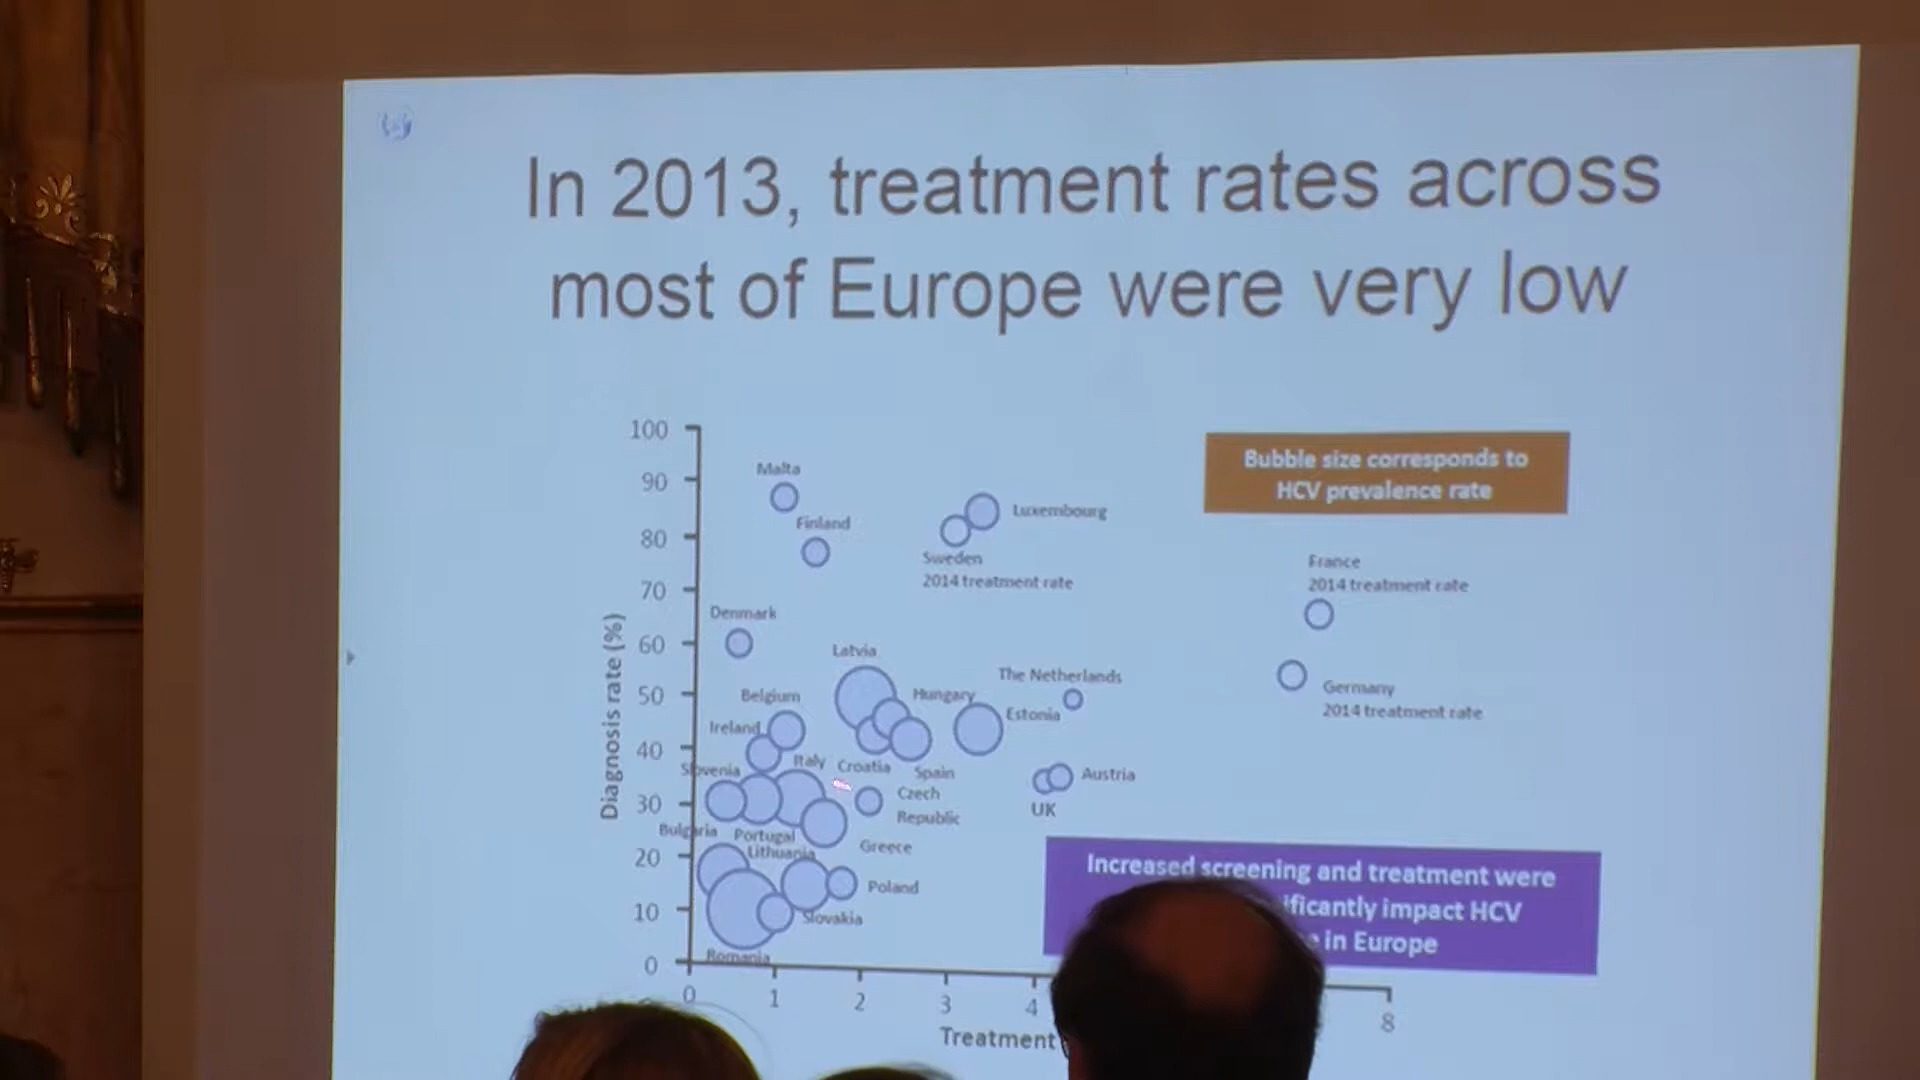 In 2013, treatment rates across
most of Europe were very low
Bubble size corresponds to
HCV prevalence rate
Diagnosis rate (%)
100
90
80
70
60
50
40
30
20
10
0
Malta
Finland
Luxembourg
Sweden
2014 treatment rate
France
2014 treatment rate
Denmark
Latvia
The Netherlands
Belgium
Hungary
Germany
2014 treatment rate
Estonia
Ireland
Italy
Croatia
Spain
Slovenia
Austria
Czech
Republic
UK
Bulgaria
Portugal
Lithuania
Greece
Poland
Slovakia
Romania
Increased screening and treatment were
impact HCV
in Europe
0
1
2
3
4
8
Treatment